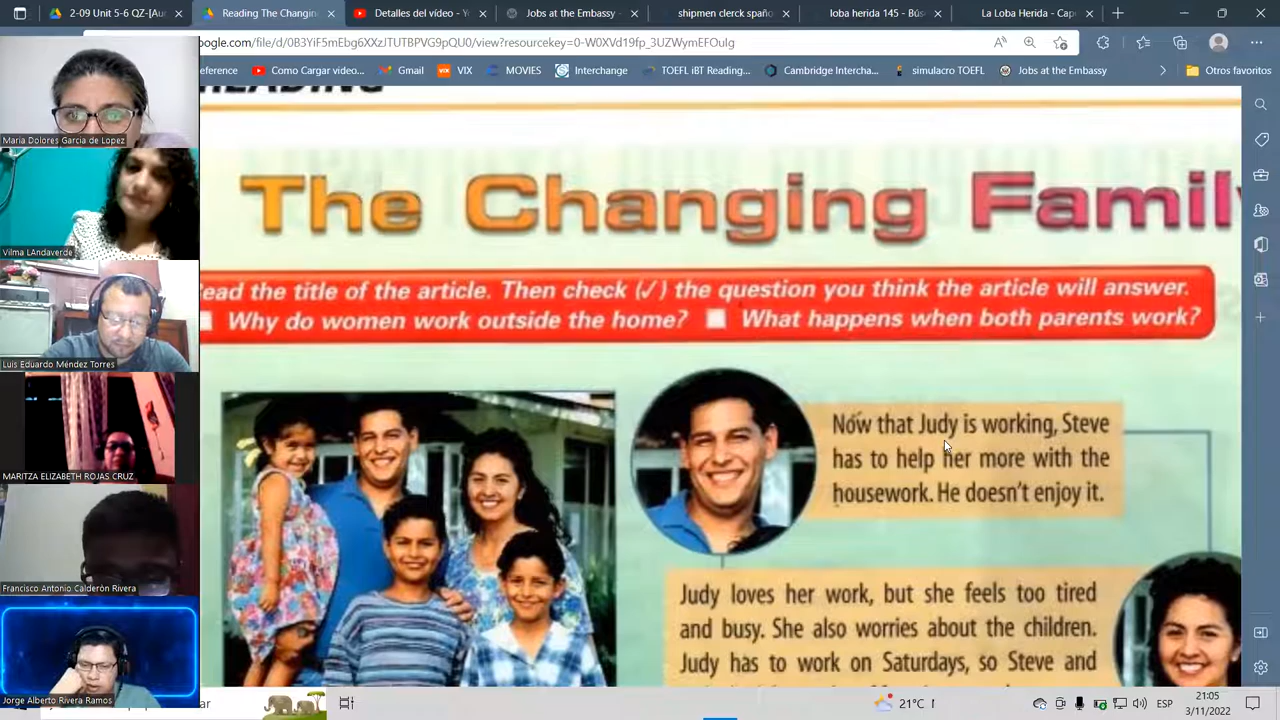 2-09 Unit 5-6 QZ-[Au
Reading The Changing
Detalles del vídeo - Yo
Jobs at the Embassy -
shipmen clerck spaño
loba herida 145 - Bús
La Loba Herida - Cap
oogle.com/file/d/0B3YiF5mEbg6XXzJTUTBPVG9pQU0/view?resourcekey=0-W0XVd19fp_3UZWymEFOuIg
eference
Como Cargar video...
Gmail
VIX
MOVIES
Interchange
TOEFL iBT Reading...
Cambridge Intercha...
simulacro TOEFL
Jobs at the Embassy
Otros favoritos
READING
The Changing Family
ead the title of the article. Then check (✓) the question you think the article will answer.
Why do women work outside the home? What happens when both parents work?
Now that Judy is working, Steve
has to help her more with the
housework. He doesn't enjoy it.
Judy loves her work, but she feels too tired
and busy. She also worries about the children.
Judy has to work on Saturdays, so Steve and
Maria Dolores Garcia de Lopez
Vilma LAndaverde
Luis Eduardo Méndez Torres
MARITZA ELIZABETH ROJAS CRUZ
Francisco Antonio Calderòn Rivera
Jorge Alberto Rivera Ramos
ar
21°C
ESP
21:05
3/11/2022